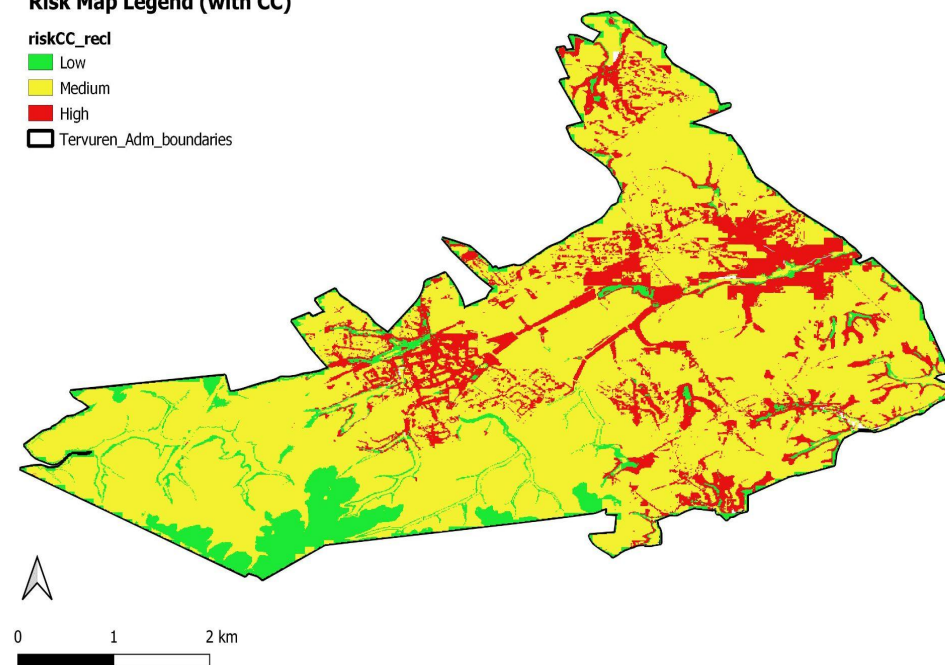 Risk Map Legend (with CC)
riskCC_recl
Low
Medium
High
Tervuren_Adm_boundaries
0 1 2 km